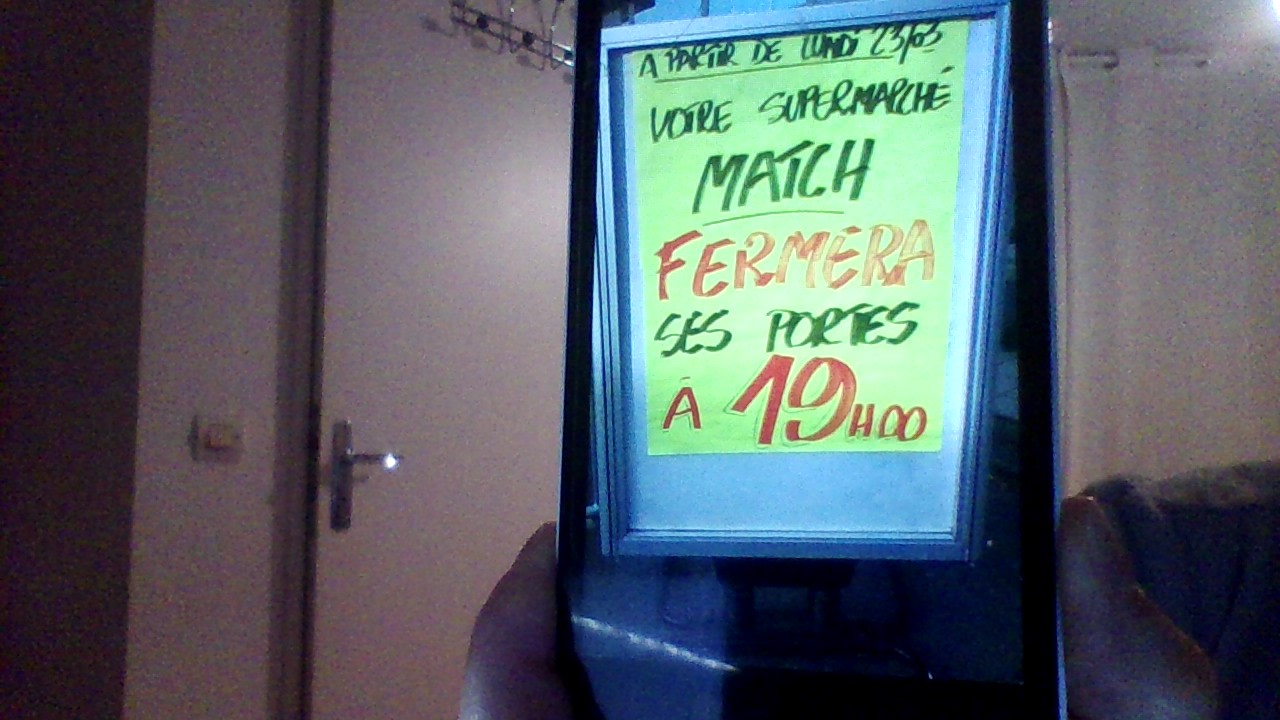 A PARTIR DE LUNDI 23/03
VOTRE SUPERMARCHÉ
MATCH
FERMERA
SES PORTES
À 19H00